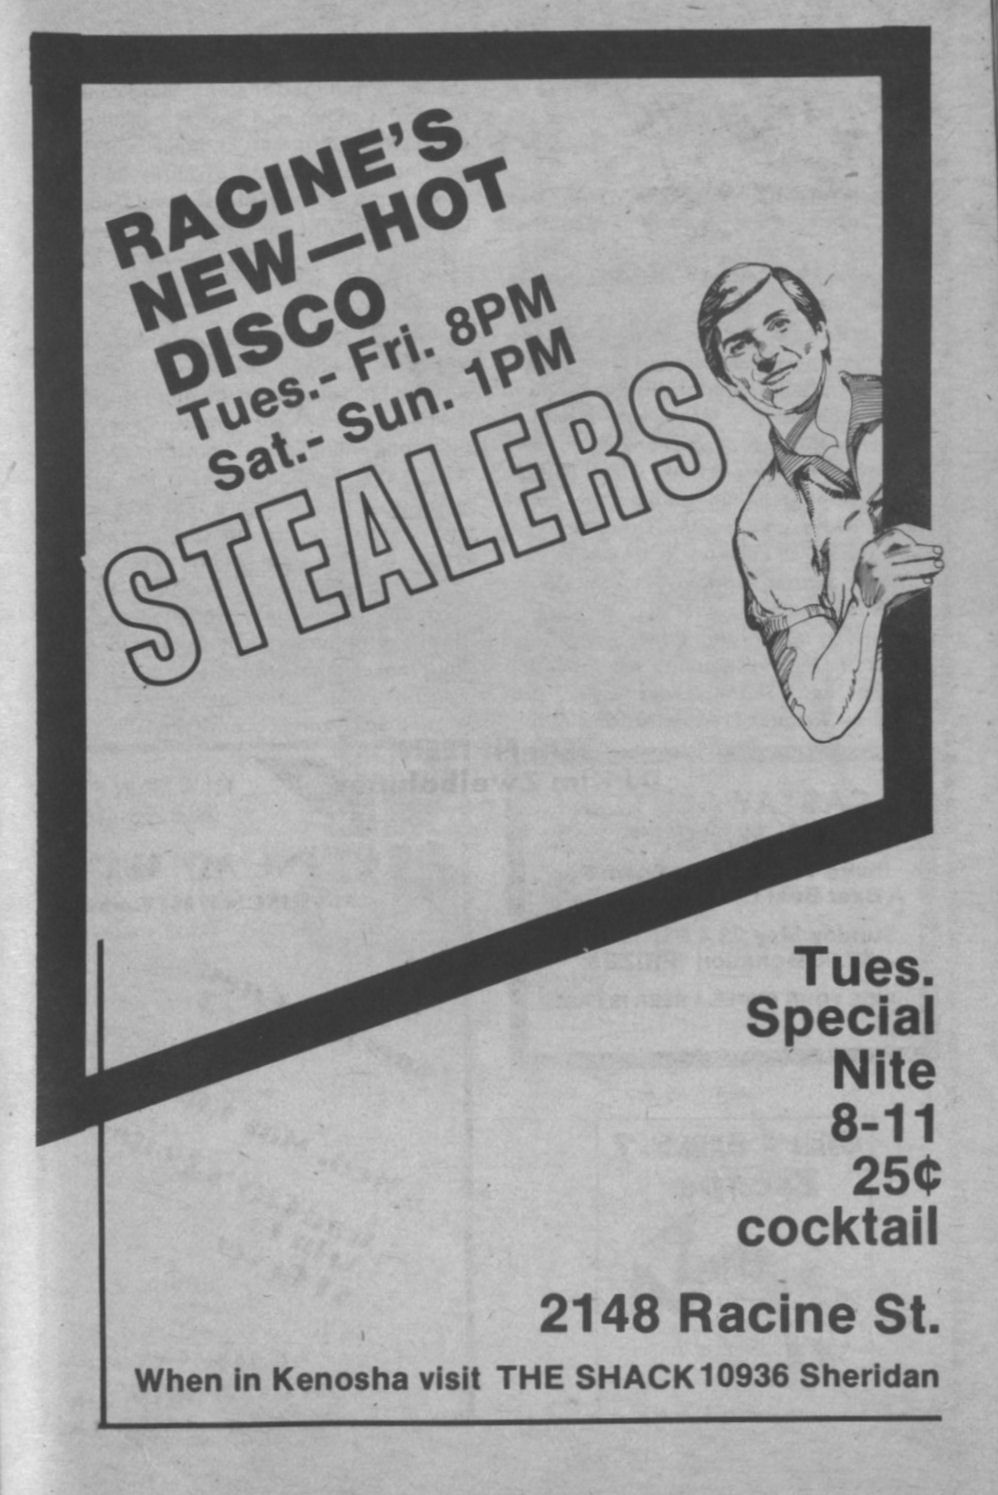 RACINE'S
NEW—HOT
DISCO
Tues.- Fri. 8PM
Sat.- Sun. 1PM
STEALERS
Tues.
Special
Nite
8-11
25¢
cocktail
2148 Racine St.
When in Kenosha visit THE SHACK 10936 Sheridan